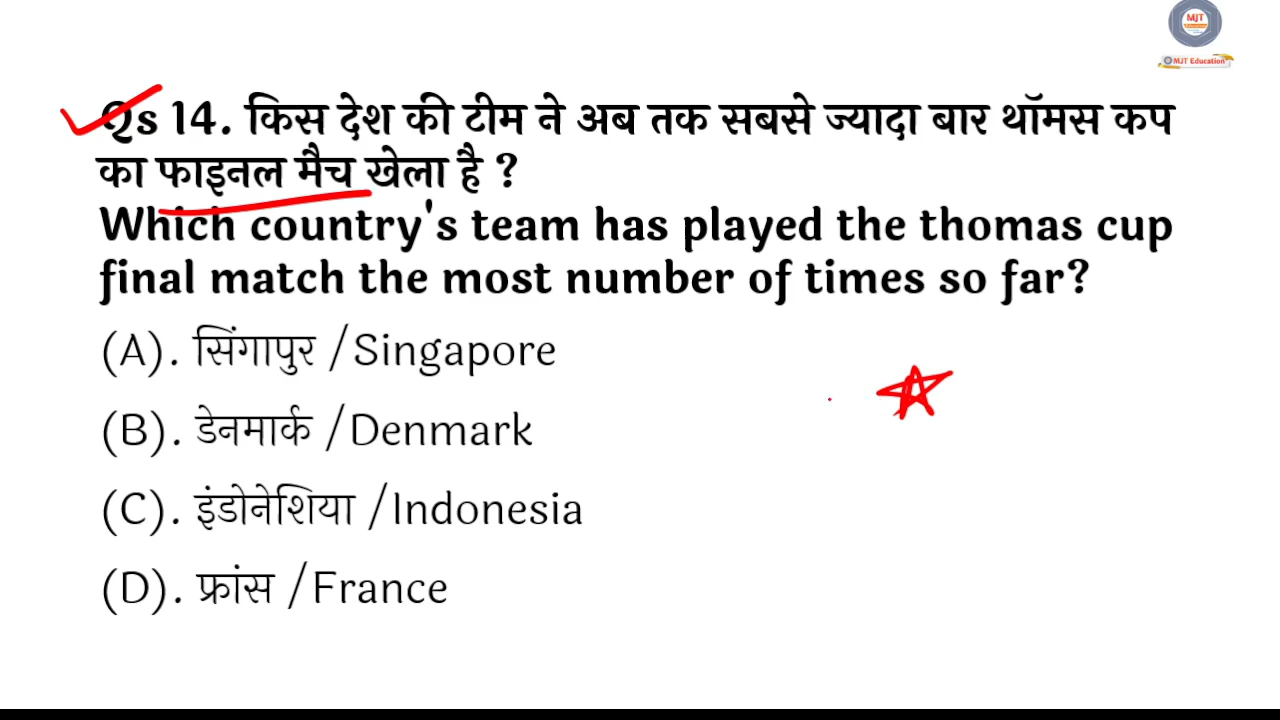 MJT
Education
MJT Education
Qs 14. किस देश की टीम ने अब तक सबसे ज्यादा बार थॉमस कप
का फाइनल मैच खेला है ?
Which country's team has played the thomas cup
final match the most number of times so far?
(A). सिंगापुर /Singapore
(B). डेनमार्क /Denmark
(C). इंडोनेशिया /Indonesia
(D). फ्रांस /France